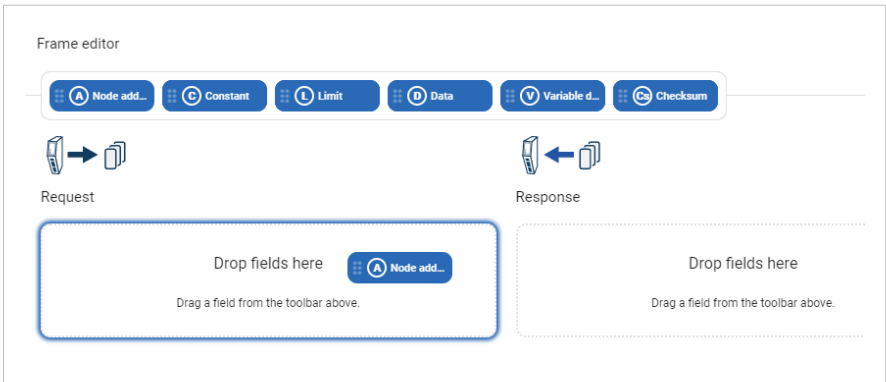 Frame editor
A Node add... C Constant L Limit D Data V Variable d... Cs Checksum
Request Response
Drop fields here A Node add... Drop fields here
Drag a field from the toolbar above. Drag a field from the toolbar above.